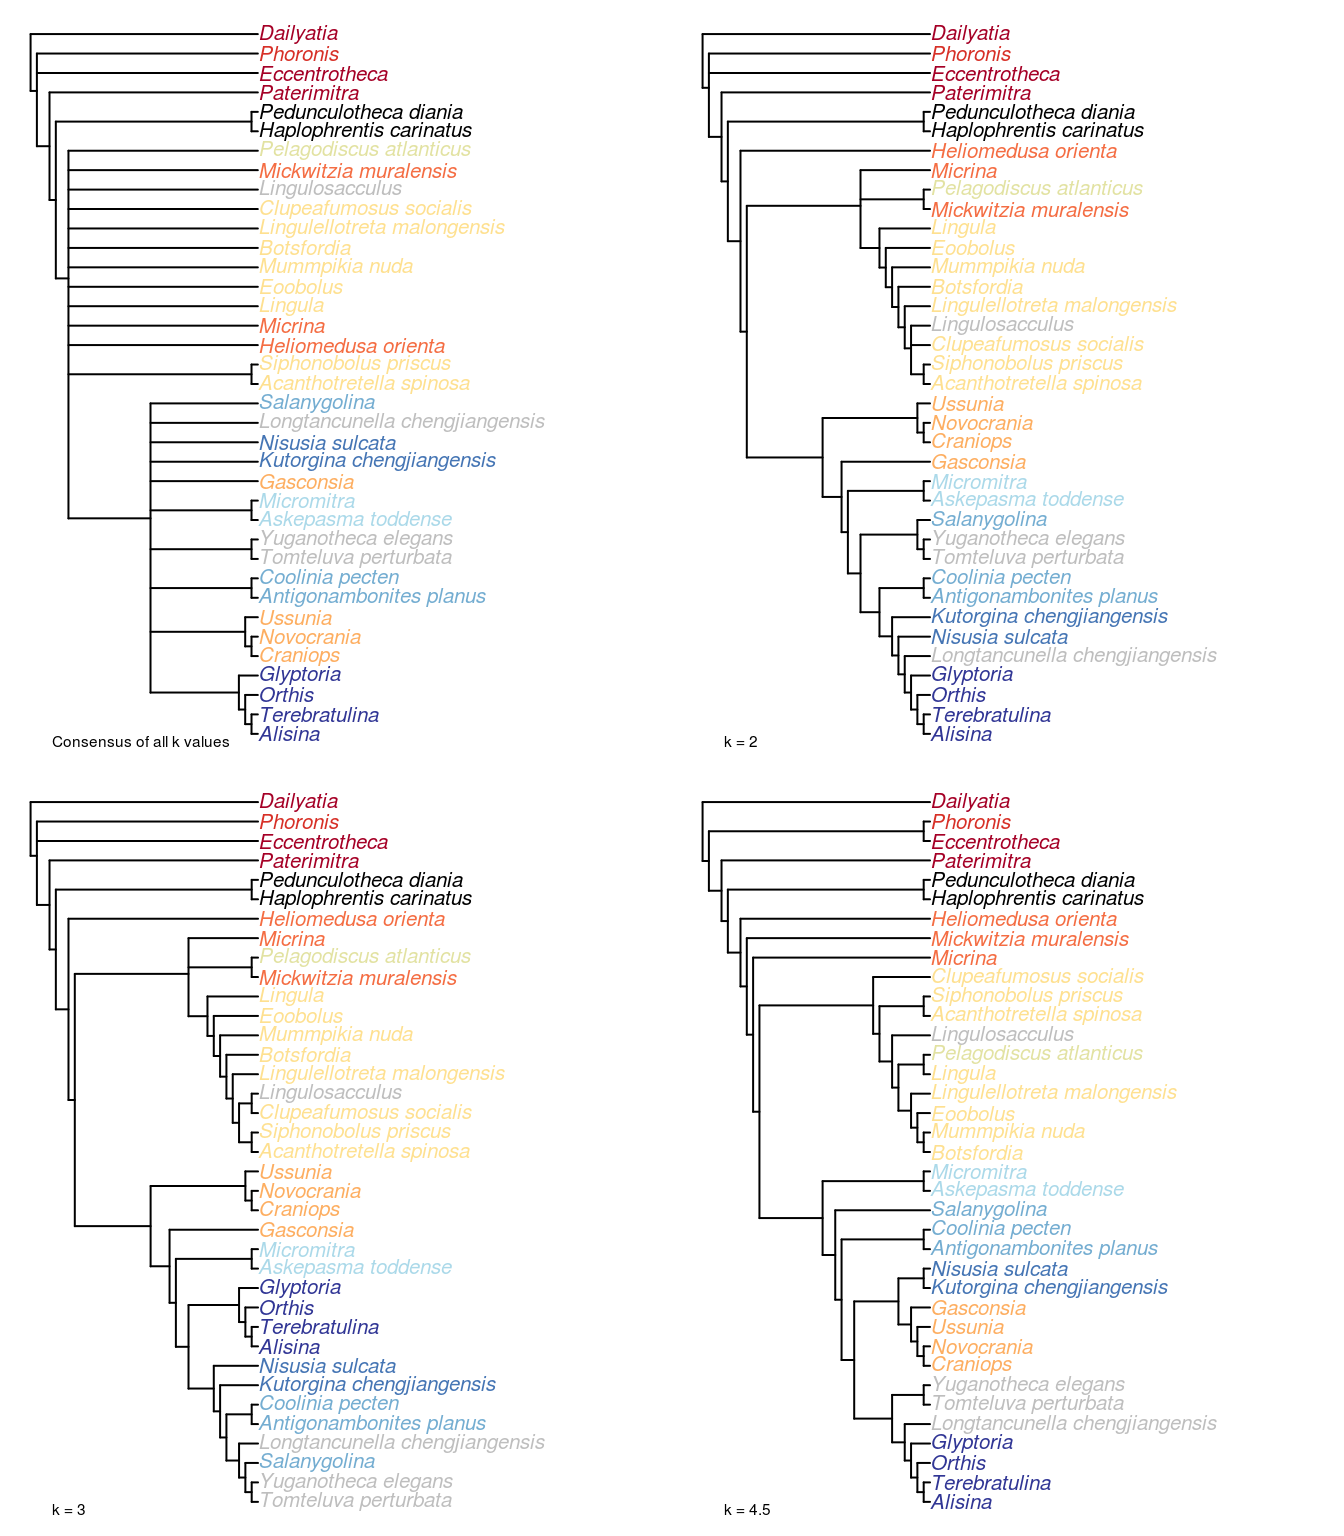 Dailyatia
Phoronis
Eccentrotheca
Paterimitra
Pedunculotheca diania
Haplophrentis carinatus
Pelagodiscus atlanticus
Mickwitzia muralensis
Lingulosacculus
Clupeafumosus socialis
Lingulellotreta malongensis
Botsfordia
Mummpikia nuda
Eoobolus
Lingula
Micrina
Heliomedusa orienta
Siphonobolus priscus
Acanthotretella spinosa
Salanygolina
Longtancunella chengjiangensis
Nisusia sulcata
Kutorgina chengjiangensis
Gasconsia
Micromitra
Askepasma toddense
Yuganotheca elegans
Tomteluva perturbata
Coolinia pecten
Antigonambonites planus
Ussunia
Novocrania
Craniops
Glyptoria
Orthis
Terebratulina
Alisina
Consensus of all k values
Dailyatia
Phoronis
Eccentrotheca
Paterimitra
Pedunculotheca diania
Haplophrentis carinatus
Heliomedusa orienta
Micrina
Pelagodiscus atlanticus
Mickwitzia muralensis
Lingula
Eoobolus
Mummpikia nuda
Botsfordia
Lingulellotreta malongensis
Lingulosacculus
Clupeafumosus socialis
Siphonobolus priscus
Acanthotretella spinosa
Ussunia
Novocrania
Craniops
Gasconsia
Micromitra
Askepasma toddense
Salanygolina
Yuganotheca elegans
Tomteluva perturbata
Coolinia pecten
Antigonambonites planus
Kutorgina chengjiangensis
Nisusia sulcata
Longtancunella chengjiangensis
Glyptoria
Orthis
Terebratulina
Alisina
k = 2
Dailyatia
Phoronis
Eccentrotheca
Paterimitra
Pedunculotheca diania
Haplophrentis carinatus
Heliomedusa orienta
Micrina
Pelagodiscus atlanticus
Mickwitzia muralensis
Lingula
Eoobolus
Mummpikia nuda
Botsfordia
Lingulellotreta malongensis
Lingulosacculus
Clupeafumosus socialis
Siphonobolus priscus
Acanthotretella spinosa
Ussunia
Novocrania
Craniops
Gasconsia
Micromitra
Askepasma toddense
Glyptoria
Orthis
Terebratulina
Alisina
Nisusia sulcata
Kutorgina chengjiangensis
Coolinia pecten
Antigonambonites planus
Longtancunella chengjiangensis
Salanygolina
Yuganotheca elegans
Tomteluva perturbata
k = 3
Dailyatia
Phoronis
Eccentrotheca
Paterimitra
Pedunculotheca diania
Haplophrentis carinatus
Heliomedusa orienta
Mickwitzia muralensis
Micrina
Clupeafumosus socialis
Siphonobolus priscus
Acanthotretella spinosa
Lingulosacculus
Pelagodiscus atlanticus
Lingula
Lingulellotreta malongensis
Eoobolus
Mummpikia nuda
Botsfordia
Micromitra
Askepasma toddense
Salanygolina
Coolinia pecten
Antigonambonites planus
Nisusia sulcata
Kutorgina chengjiangensis
Gasconsia
Ussunia
Novocrania
Craniops
Yuganotheca elegans
Tomteluva perturbata
Longtancunella chengjiangensis
Glyptoria
Orthis
Terebratulina
Alisina
k = 4.5